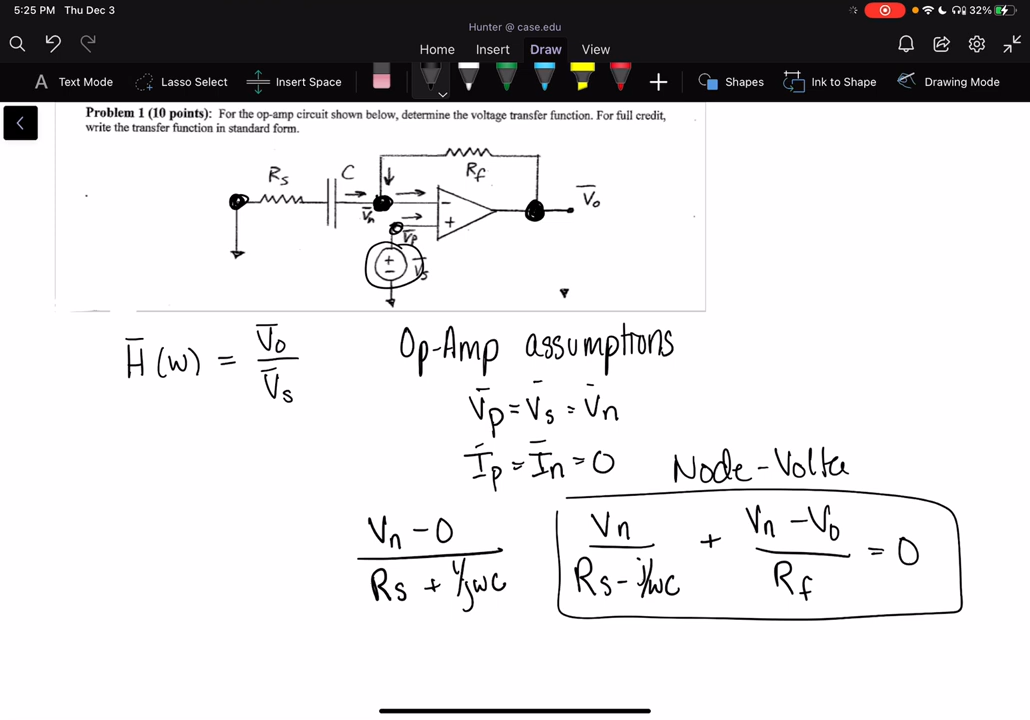 5:25 PM Thu Dec 3
32%
Hunter @ case.edu
Home Insert Draw View
A Text Mode Lasso Select Insert Space Shapes Ink to Shape Drawing Mode
Problem 1 (10 points): For the op-amp circuit shown below, determine the voltage transfer function. For full credit,
write the transfer function in standard form.
Rs C Rf
V̄o
V̄n
V̄p
V̄s
H̄(w) = V̄o / V̄s
Op-Amp assumptions
V̄p = V̄s = V̄n
Īp = Īn = 0
Node-Volta
(Vn - 0) / (Rs + 1/jwc)
Vn / (Rs - j/wc) + (Vn - Vo) / Rf = 0